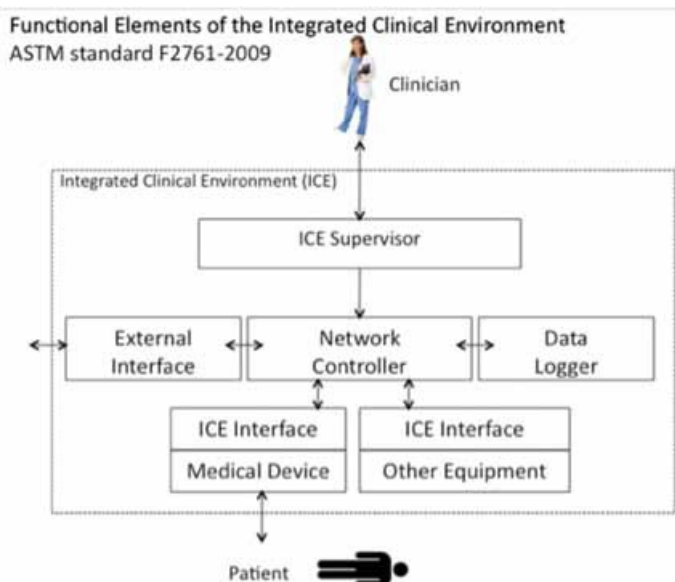 Functional Elements of the Integrated Clinical Environment
ASTM standard F2761-2009
Clinician
Integrated Clinical Environment (ICE)
ICE Supervisor
External
Interface
Network
Controller
Data
Logger
ICE Interface
Medical Device
ICE Interface
Other Equipment
Patient